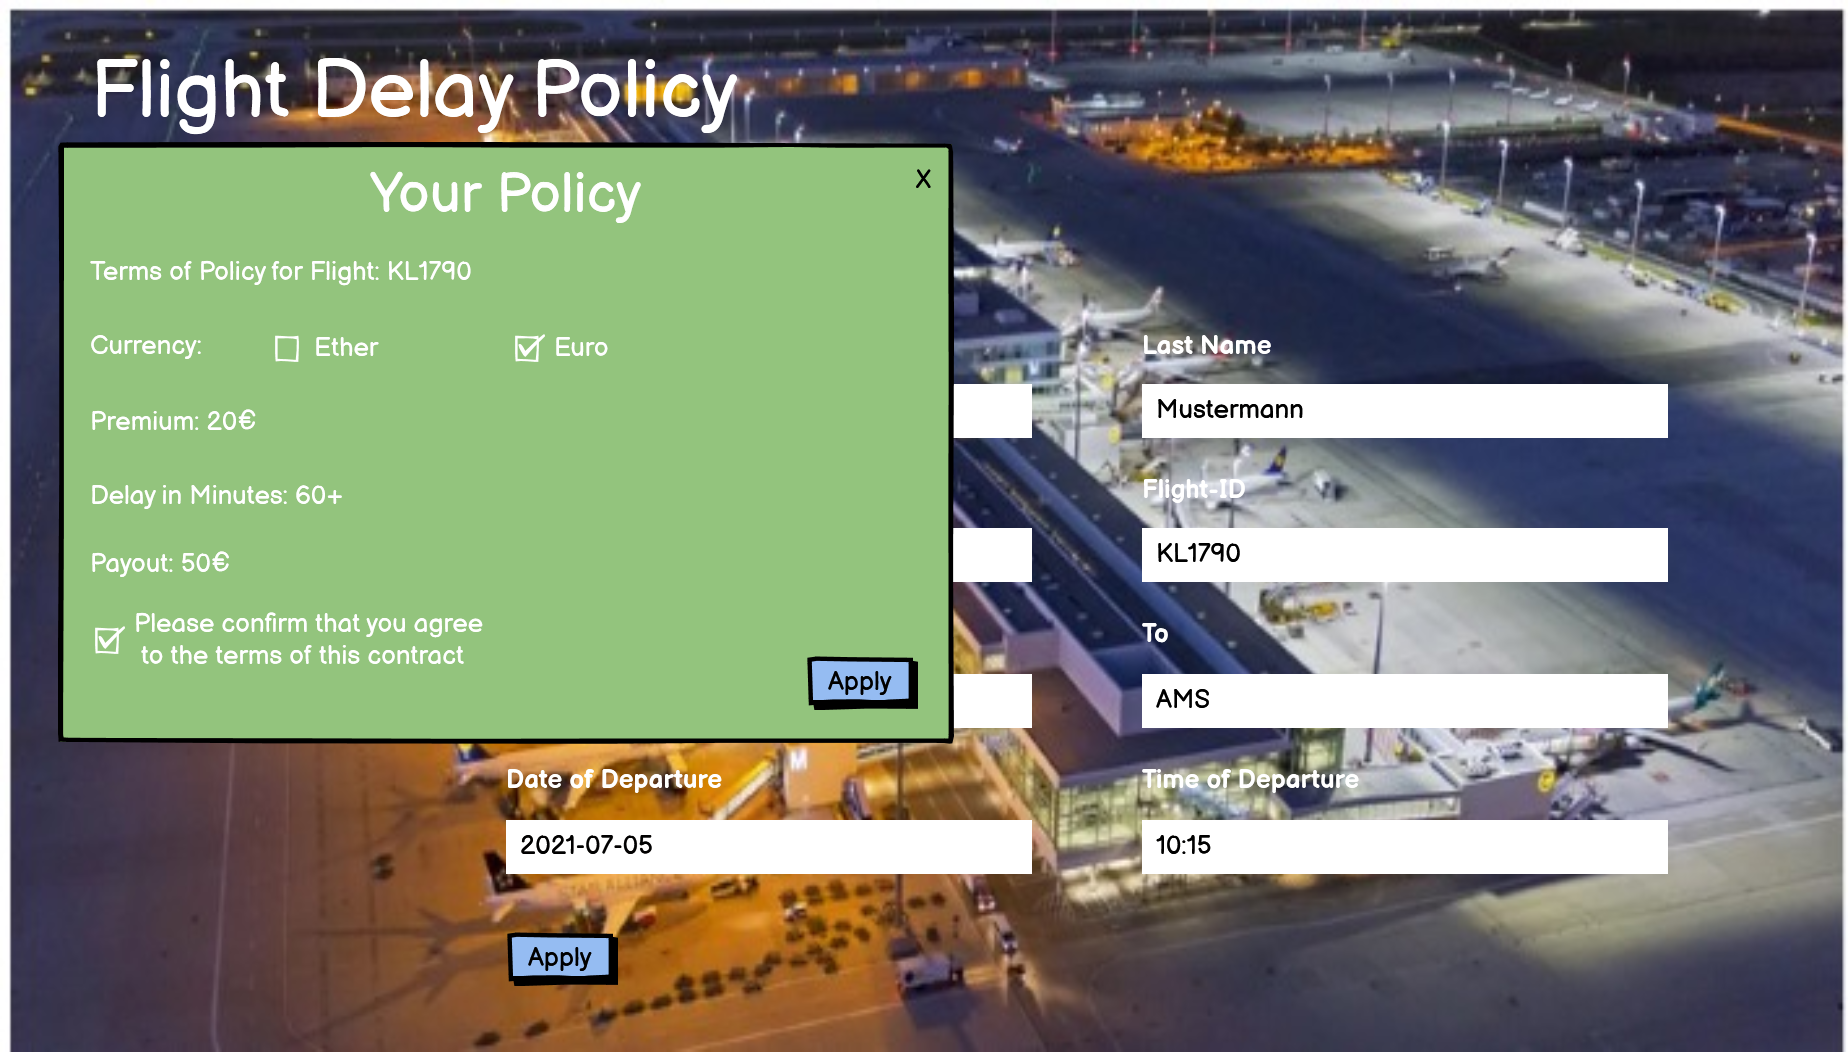 Flight Delay Policy
Your Policy
X
Terms of Policy for Flight: KL1790
Currency:
Ether
Euro
Premium: 20€
Delay in Minutes: 60+
Payout: 50€
Please confirm that you agree
to the terms of this contract
Apply
Last Name
Mustermann
Flight-ID
KL1790
To
AMS
Date of Departure
Time of Departure
2021-07-05
10:15
M
STAR ALLIANCE
Apply